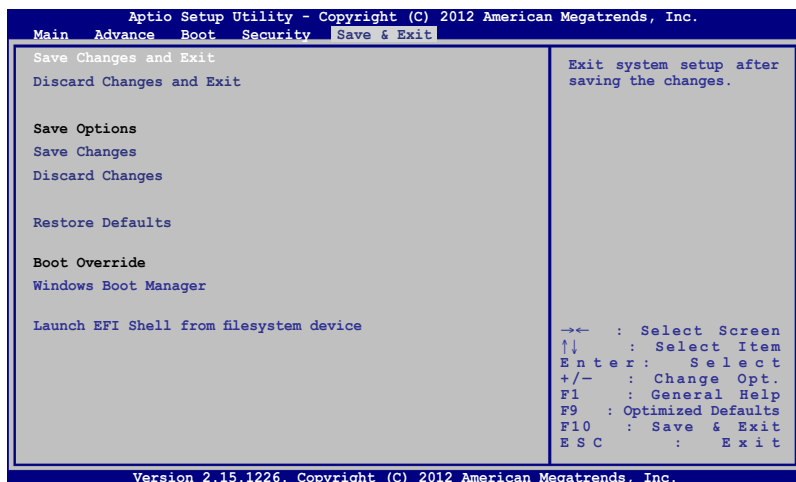 Aptio Setup Utility - Copyright (C) 2012 American Megatrends, Inc.
Main Advance Boot Security Save & Exit
Save Changes and Exit
Discard Changes and Exit
Save Options
Save Changes
Discard Changes
Restore Defaults
Boot Override
Windows Boot Manager
Launch EFI Shell from filesystem device
Exit system setup after
saving the changes.
→← : Select Screen
↑↓ : Select Item
Enter: Select
+/— : Change Opt.
F1 : General Help
F9 : Optimized Defaults
F10 : Save & Exit
ESC : Exit
Version 2.15.1226. Copyright (C) 2012 American Megatrends, Inc.